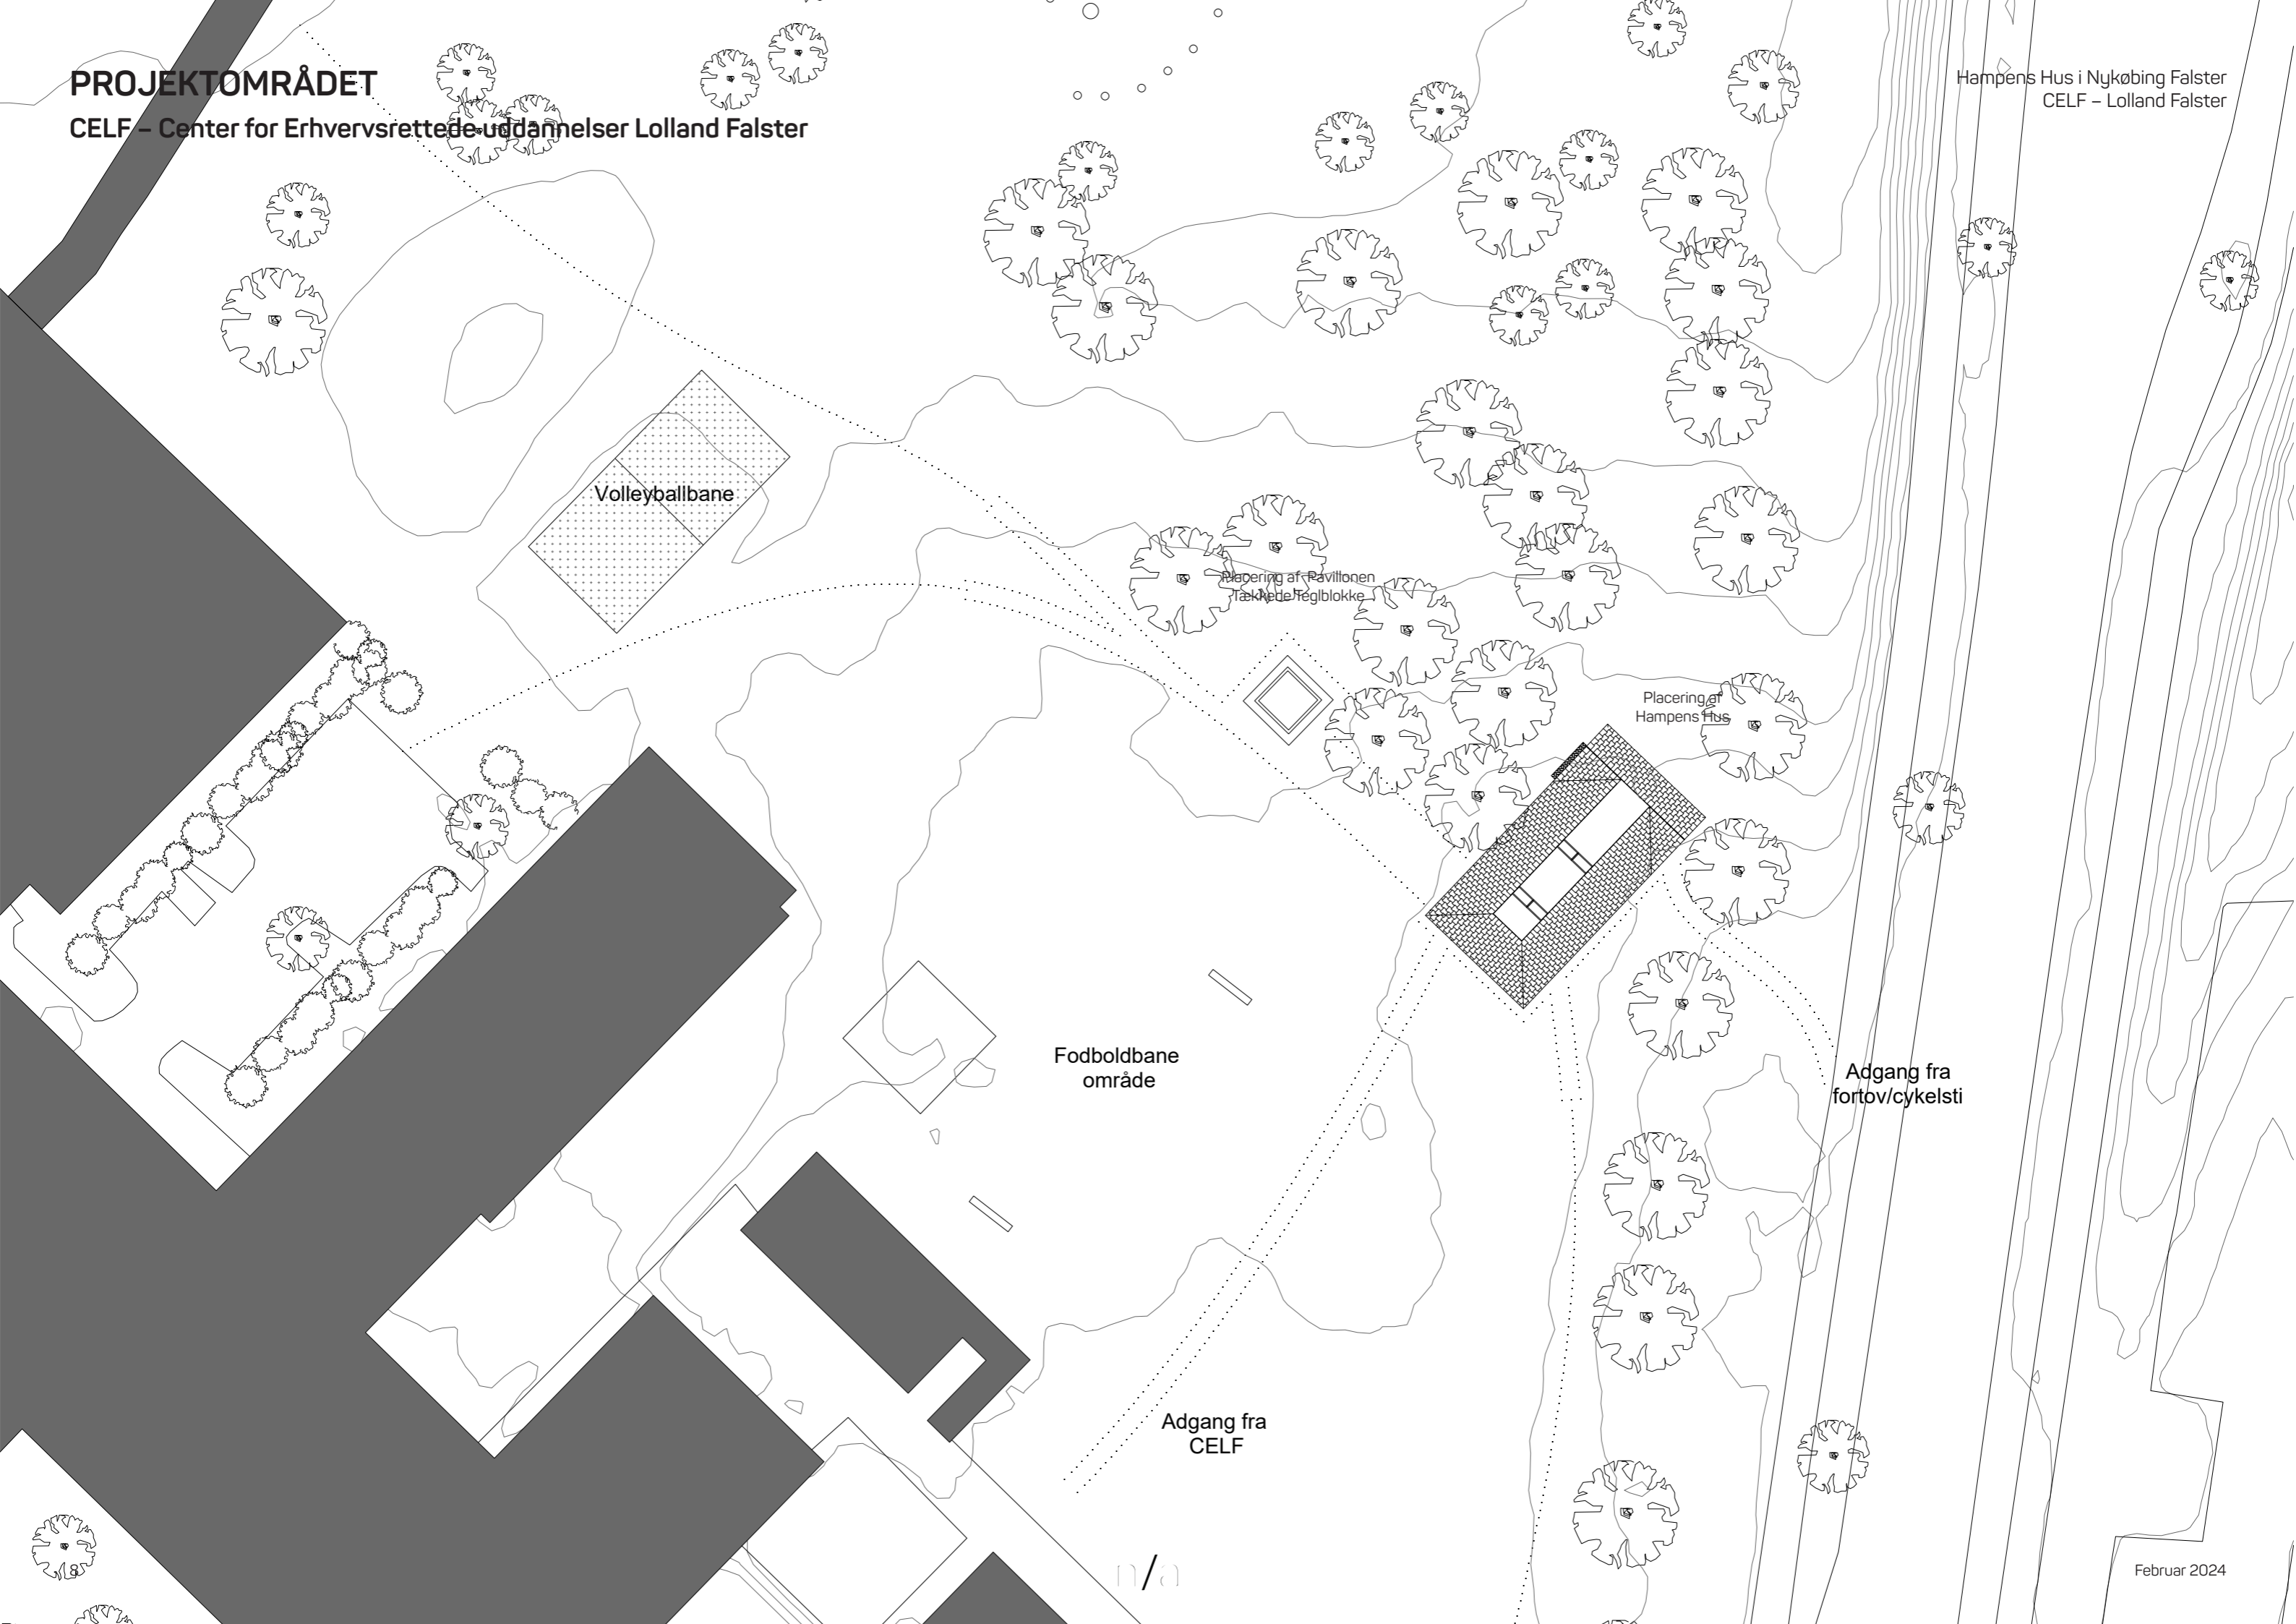 PROJEKTOMRÅDET
CELF – Center for Erhvervsrettede uddannelser Lolland Falster
Hampens Hus i Nykøbing Falster
CELF – Lolland Falster
Volleyballbane
Placering af Pavillonen
Tækkede Teglblokke
Placering af
Hampens Hus
Fodboldbane
område
Adgang fra
fortov/cykelsti
Adgang fra
CELF
8
n/a
Februar 2024